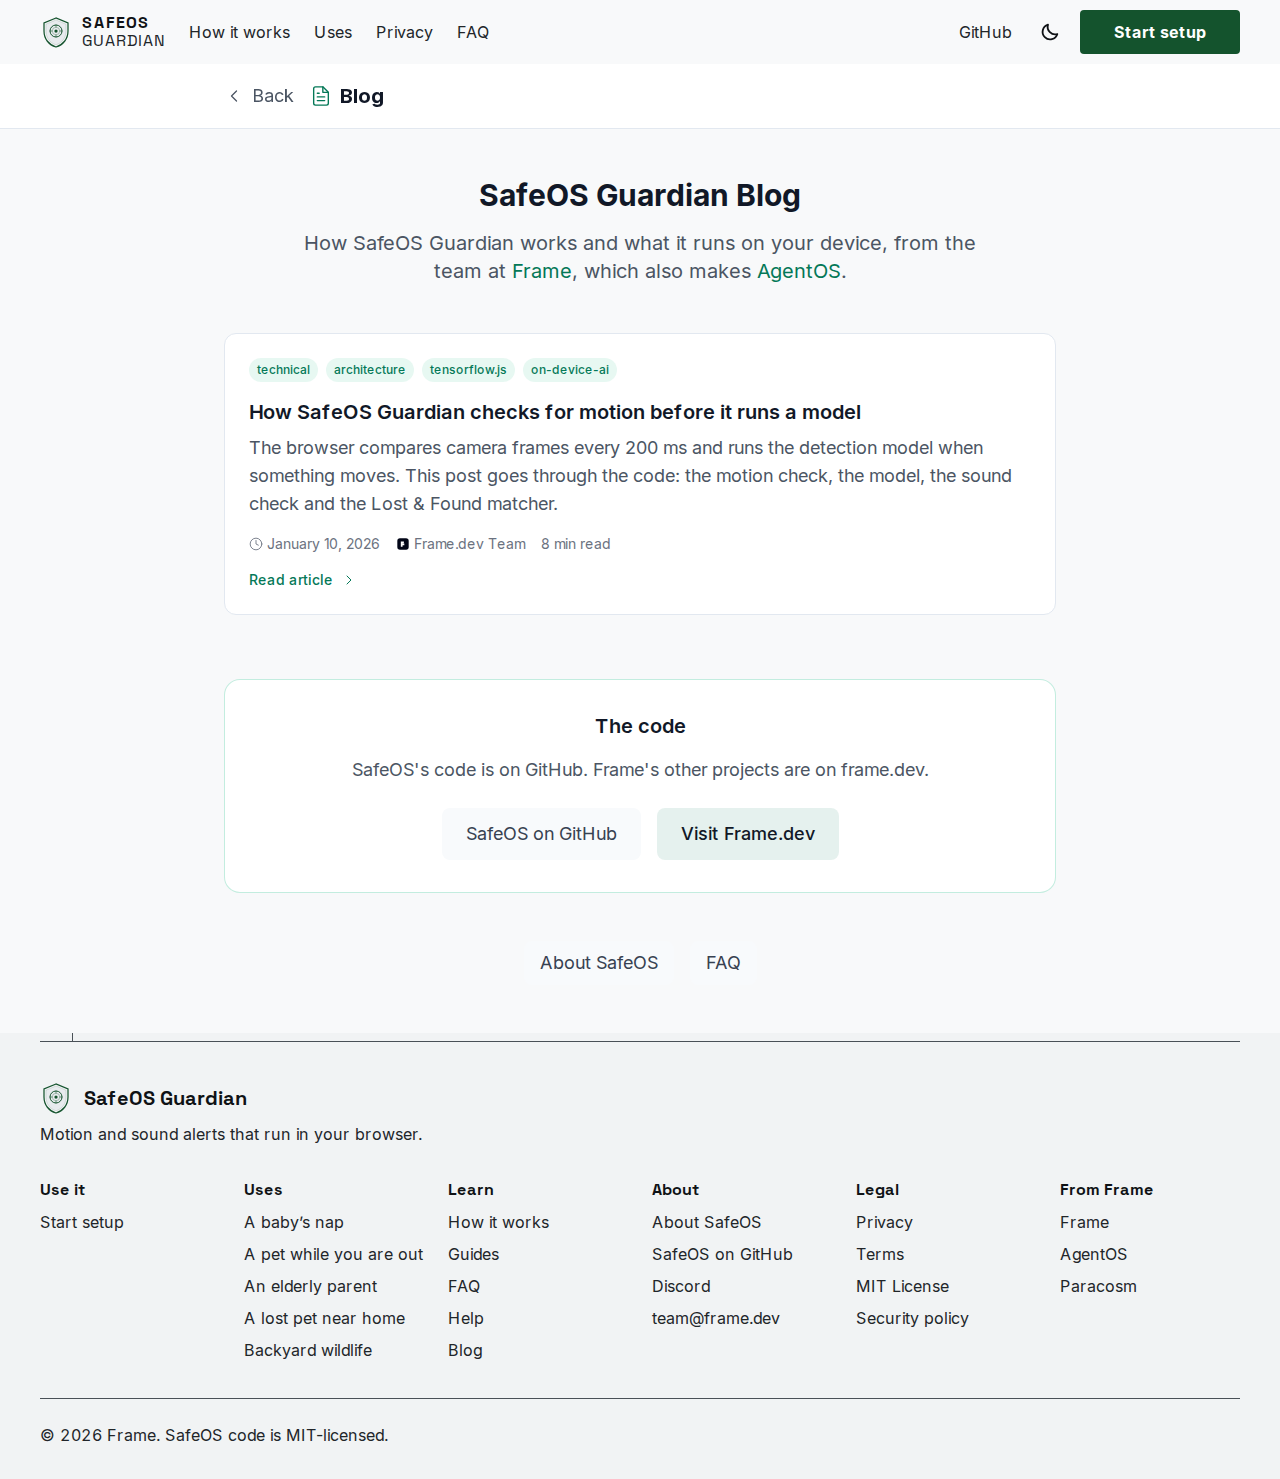 SAFEOS
GUARDIAN
How it works
Uses
Privacy
FAQ
GitHub
Start setup
Back
Blog
SafeOS Guardian Blog
How SafeOS Guardian works and what it runs on your device, from the
team at Frame, which also makes AgentOS.
technical
architecture
tensorflow.js
on-device-ai
How SafeOS Guardian checks for motion before it runs a model
The browser compares camera frames every 200 ms and runs the detection model when
something moves. This post goes through the code: the motion check, the model, the sound
check and the Lost & Found matcher.
January 10, 2026
Frame.dev Team
8 min read
Read article
The code
SafeOS's code is on GitHub. Frame's other projects are on frame.dev.
SafeOS on GitHub
Visit Frame.dev
About SafeOS
FAQ
SafeOS Guardian
Motion and sound alerts that run in your browser.
Use it
Start setup
Uses
A baby’s nap
A pet while you are out
An elderly parent
A lost pet near home
Backyard wildlife
Learn
How it works
Guides
FAQ
Help
Blog
About
About SafeOS
SafeOS on GitHub
Discord
team@frame.dev
Legal
Privacy
Terms
MIT License
Security policy
From Frame
Frame
AgentOS
Paracosm
© 2026 Frame. SafeOS code is MIT-licensed.